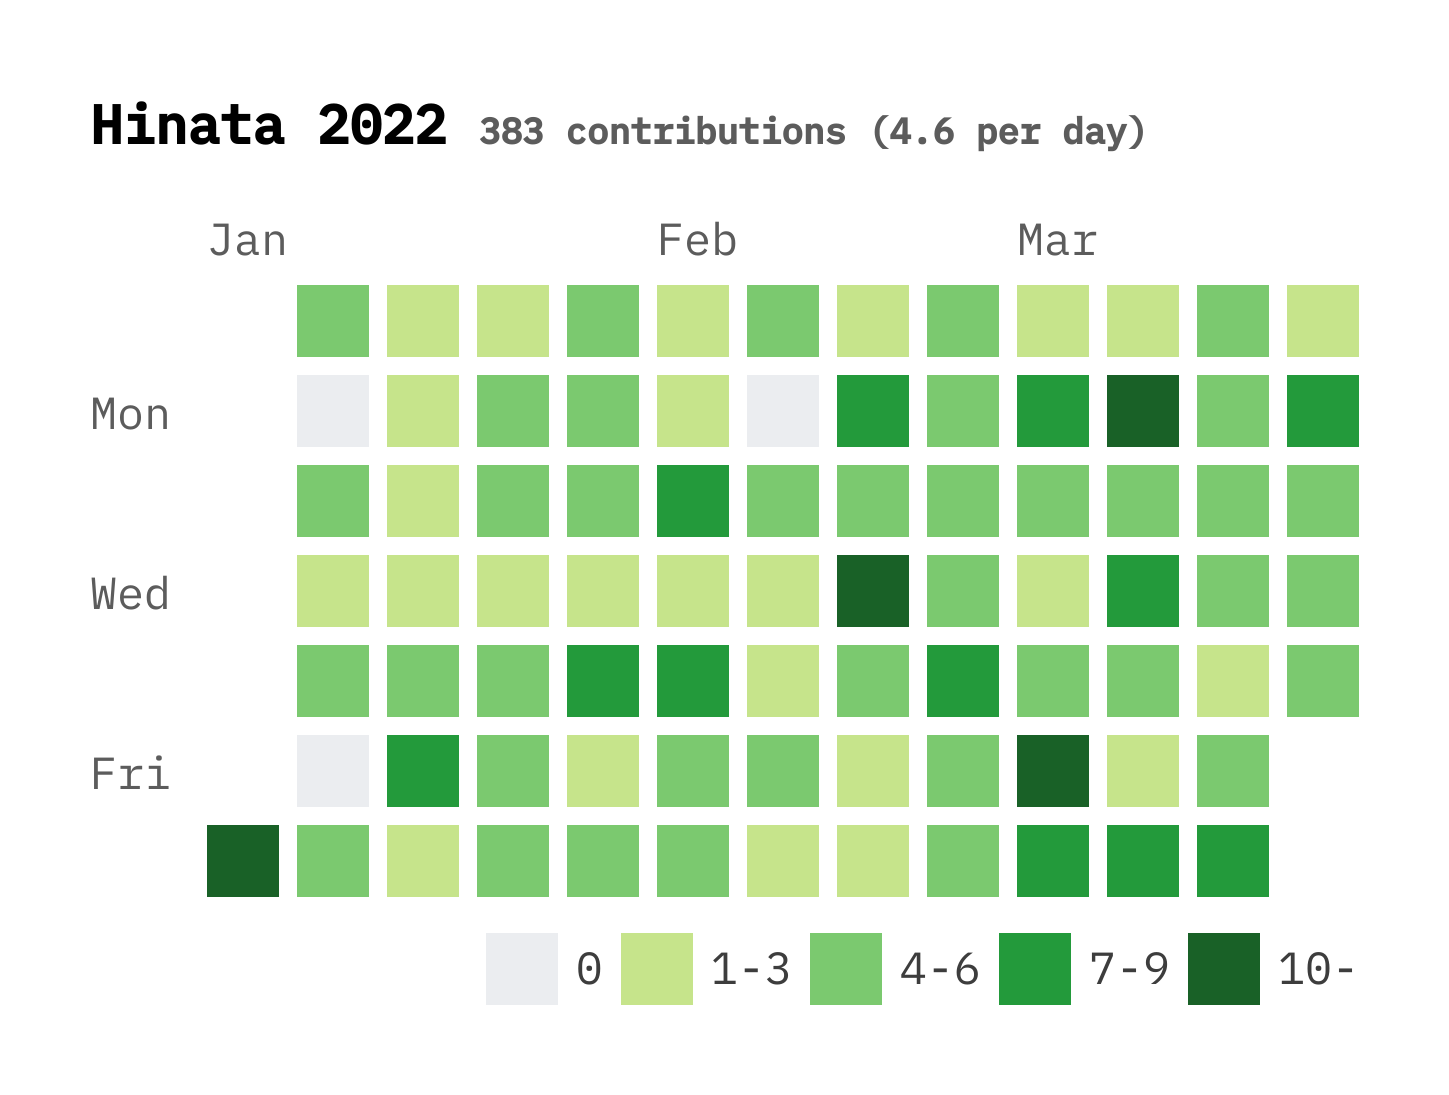 Hinata 2022 383 contributions (4.6 per day)
Jan Feb Mar
Mon
Wed
Fri
0 1-3 4-6 7-9 10-